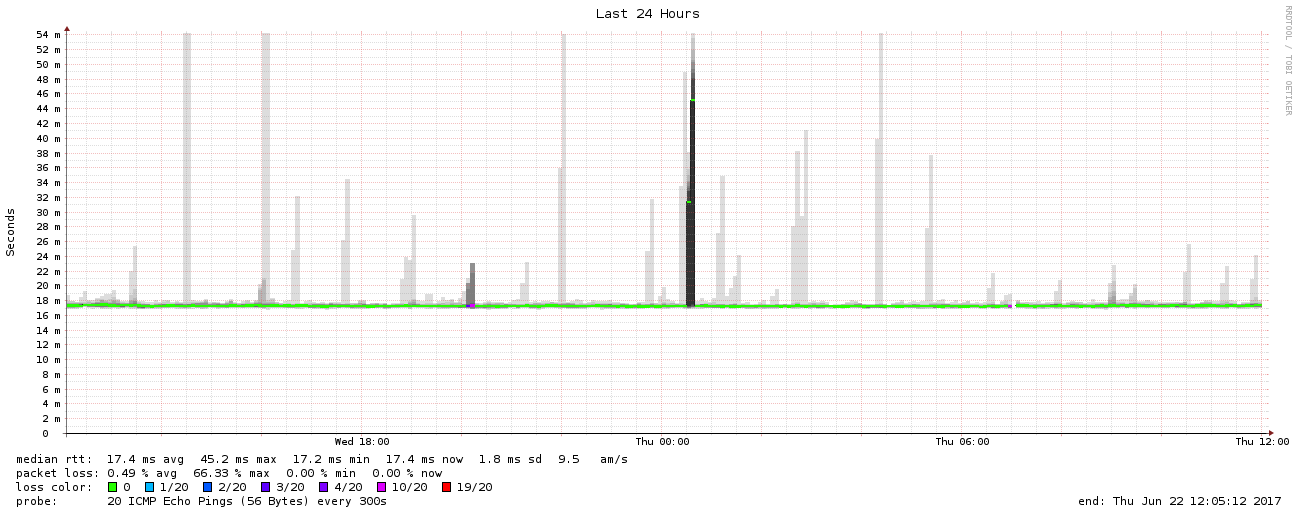 Last 24 Hours
RRDTOOL / TOBI OETIKER
Seconds
54 m
52 m
50 m
48 m
46 m
44 m
42 m
40 m
38 m
36 m
34 m
32 m
30 m
28 m
26 m
24 m
22 m
20 m
18 m
16 m
14 m
12 m
10 m
8 m
6 m
4 m
2 m
0
Wed 18:00 Thu 00:00 Thu 06:00 Thu 12:00
median rtt: 17.4 ms avg 45.2 ms max 17.2 ms min 17.4 ms now 1.8 ms sd 9.5 am/s
packet loss: 0.49 % avg 66.33 % max 0.00 % min 0.00 % now
loss color: 0 1/20 2/20 3/20 4/20 10/20 19/20
probe: 20 ICMP Echo Pings (56 Bytes) every 300s end: Thu Jun 22 12:05:12 2017